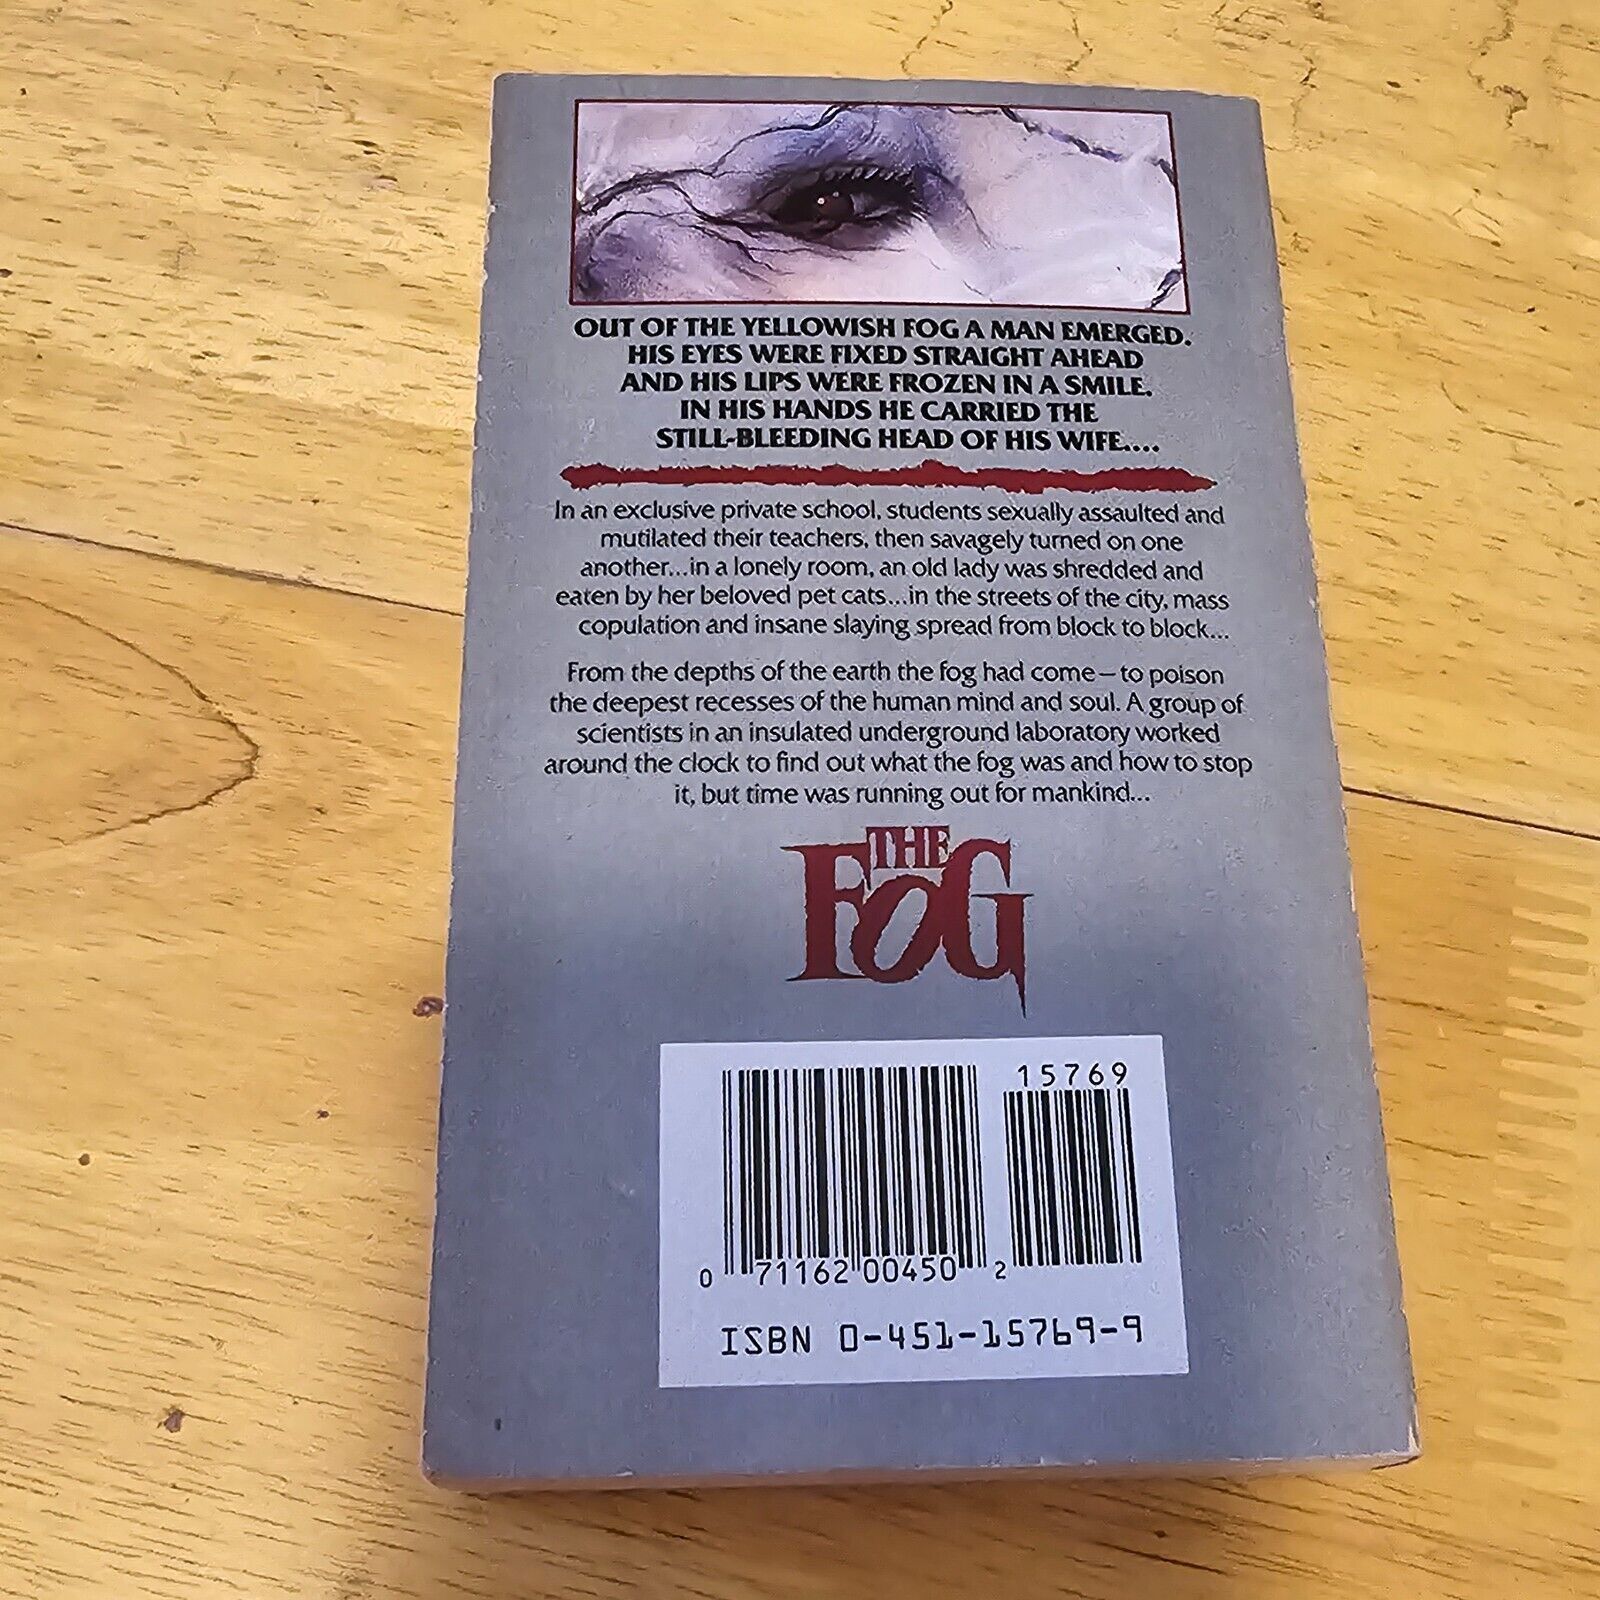 OUT OF THE YELLOWISH FOG A MAN EMERGED.
HIS EYES WERE FIXED STRAIGHT AHEAD
AND HIS LIPS WERE FROZEN IN A SMILE.
IN HIS HANDS HE CARRIED THE
STILL-BLEEDING HEAD OF HIS WIFE....
In an exclusive private school, students sexually assaulted and
mutilated their teachers, then savagely turned on one
another...in a lonely room, an old lady was shredded and
eaten by her beloved pet cats...in the streets of the city, mass
copulation and insane slaying spread from block to block...
From the depths of the earth the fog had come—to poison
the deepest recesses of the human mind and soul. A group of
scientists in an insulated underground laboratory worked
around the clock to find out what the fog was and how to stop
it, but time was running out for mankind...
THE
FOG
15769
0 71162 00450 2
ISBN 0-451-15769-9